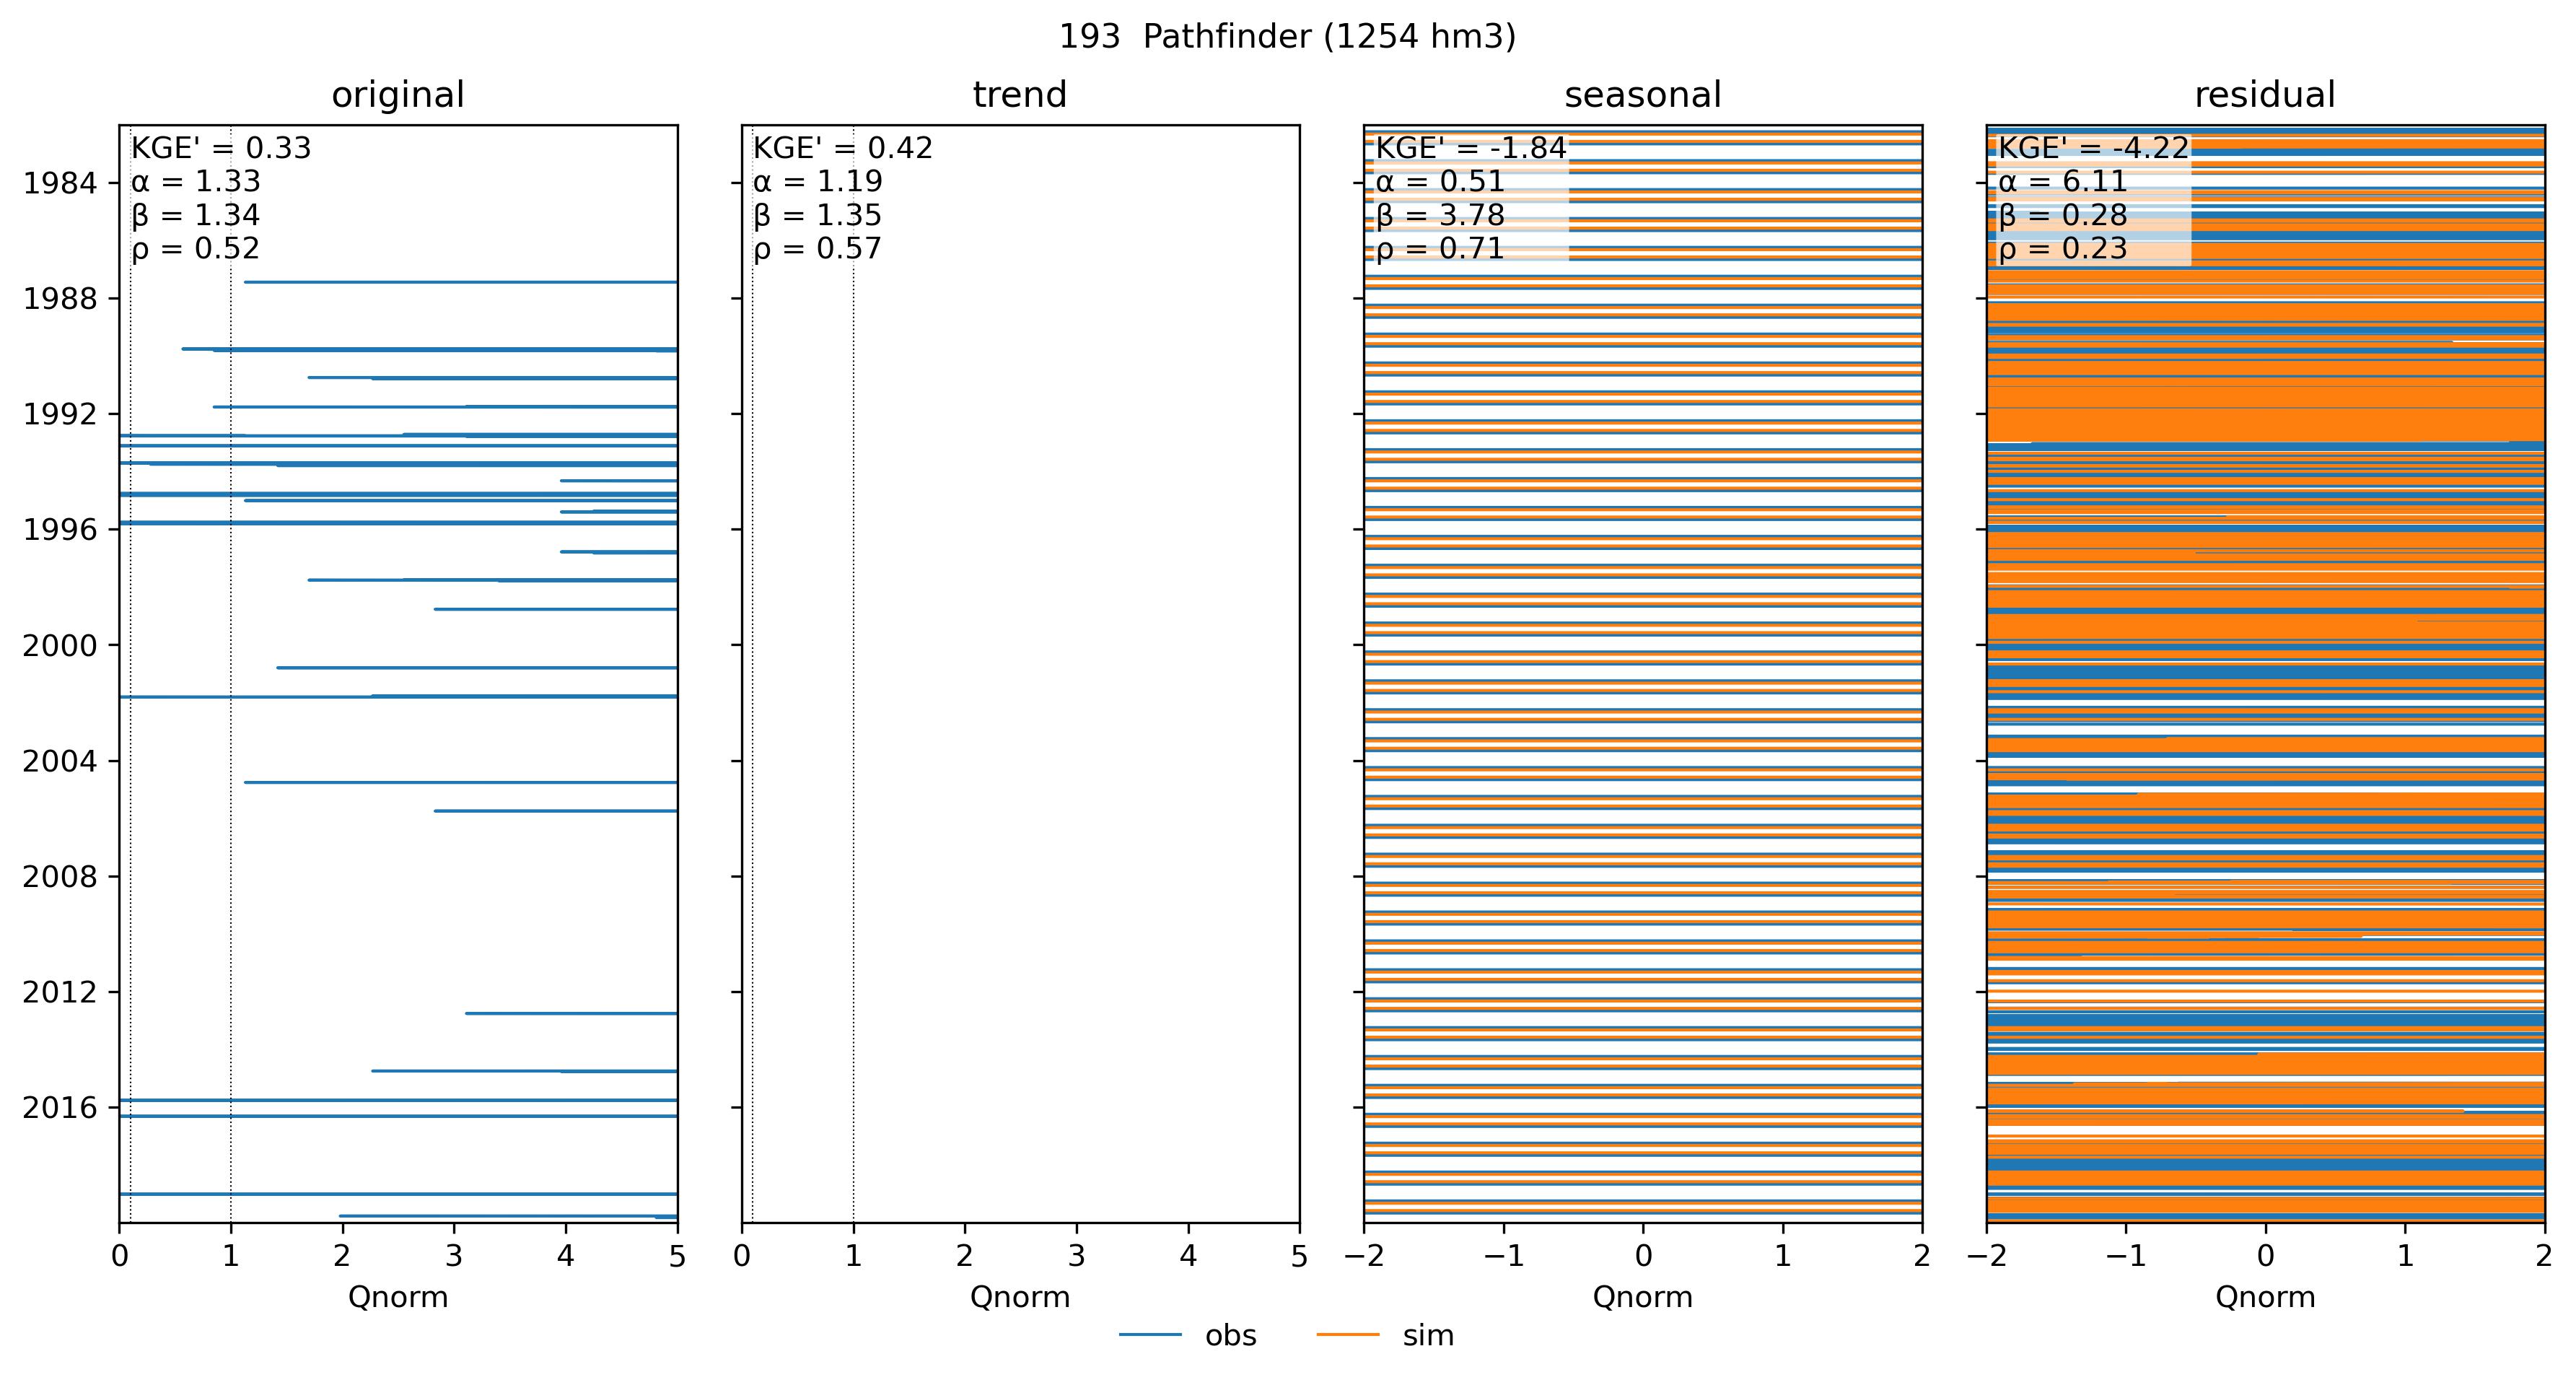 193  Pathfinder (1254 hm3)
original
trend
seasonal
residual
KGE' = 0.33
α = 1.33
β = 1.34
ρ = 0.52
KGE' = 0.42
α = 1.19
β = 1.35
ρ = 0.57
KGE' = -1.84
α = 0.51
β = 3.78
ρ = 0.71
KGE' = -4.22
α = 6.11
β = 0.28
ρ = 0.23
1984
1988
1992
1996
2000
2004
2008
2012
2016
0 1 2 3 4 5
0 1 2 3 4 5
−2 −1 0 1 2
−2 −1 0 1 2
Qnorm
Qnorm
Qnorm
Qnorm
obs
sim